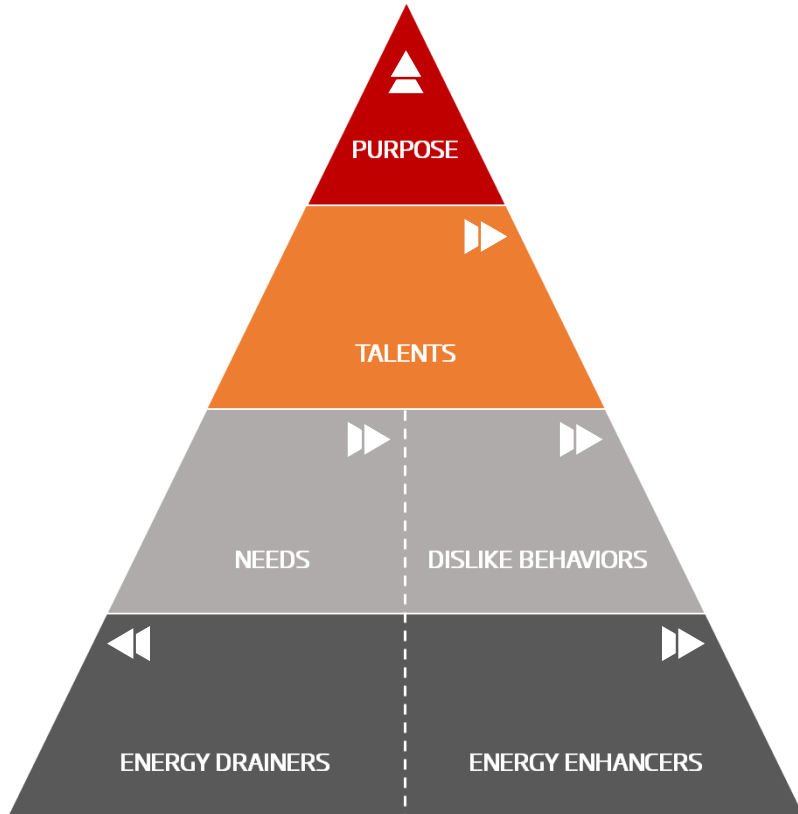 PURPOSE
TALENTS
NEEDS
DISLIKE BEHAVIORS
ENERGY DRAINERS
ENERGY ENHANCERS